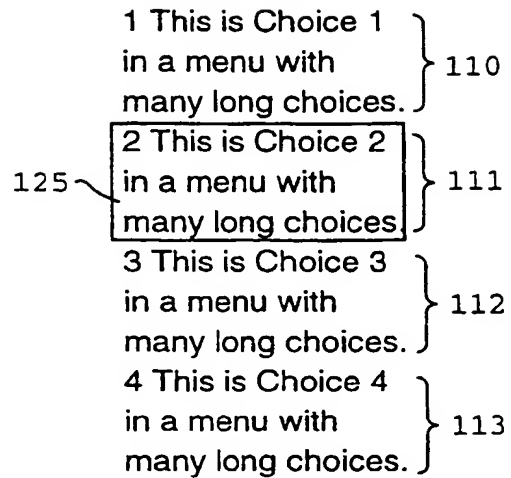 1 This is Choice 1
in a menu with 110
many long choices.
2 This is Choice 2
125 in a menu with 111
many long choices.
3 This is Choice 3
in a menu with 112
many long choices.
4 This is Choice 4
in a menu with 113
many long choices.